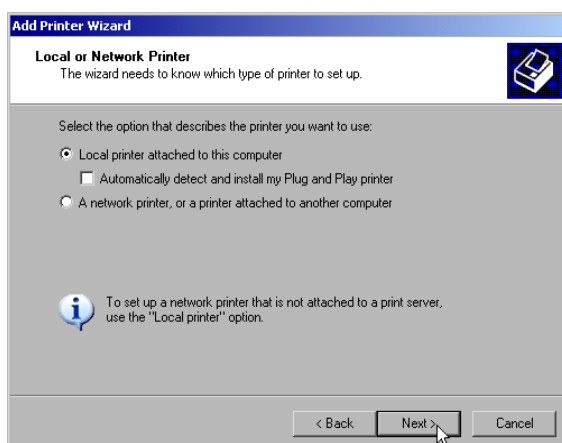 Add Printer Wizard
Local or Network Printer
The wizard needs to know which type of printer to set up.
Select the option that describes the printer you want to use:
Local printer attached to this computer
Automatically detect and install my Plug and Play printer
A network printer, or a printer attached to another computer
To set up a network printer that is not attached to a print server,
use the "Local printer" option.
< Back
Next >
Cancel